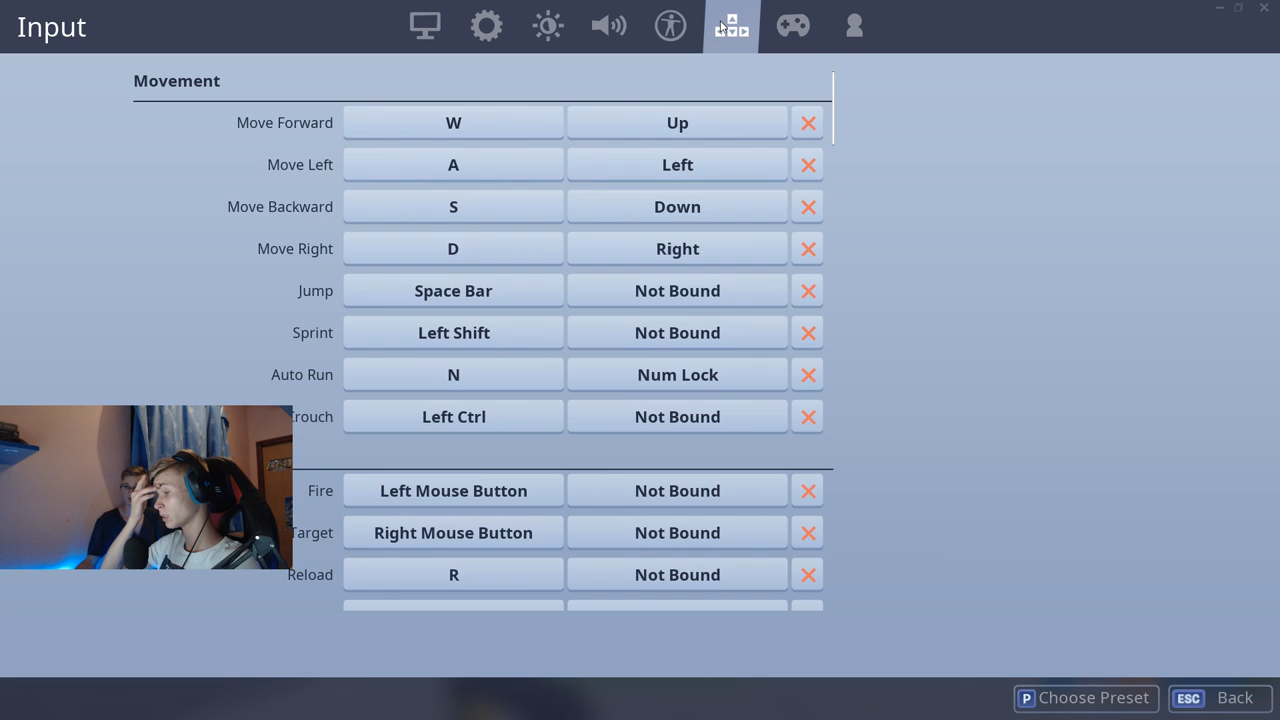 Input
Movement
Move Forward W Up
Move Left A Left
Move Backward S Down
Move Right D Right
Jump Space Bar Not Bound
Sprint Left Shift Not Bound
Auto Run N Num Lock
Crouch Left Ctrl Not Bound
Fire Left Mouse Button Not Bound
Target Right Mouse Button Not Bound
Reload R Not Bound
P Choose Preset ESC Back